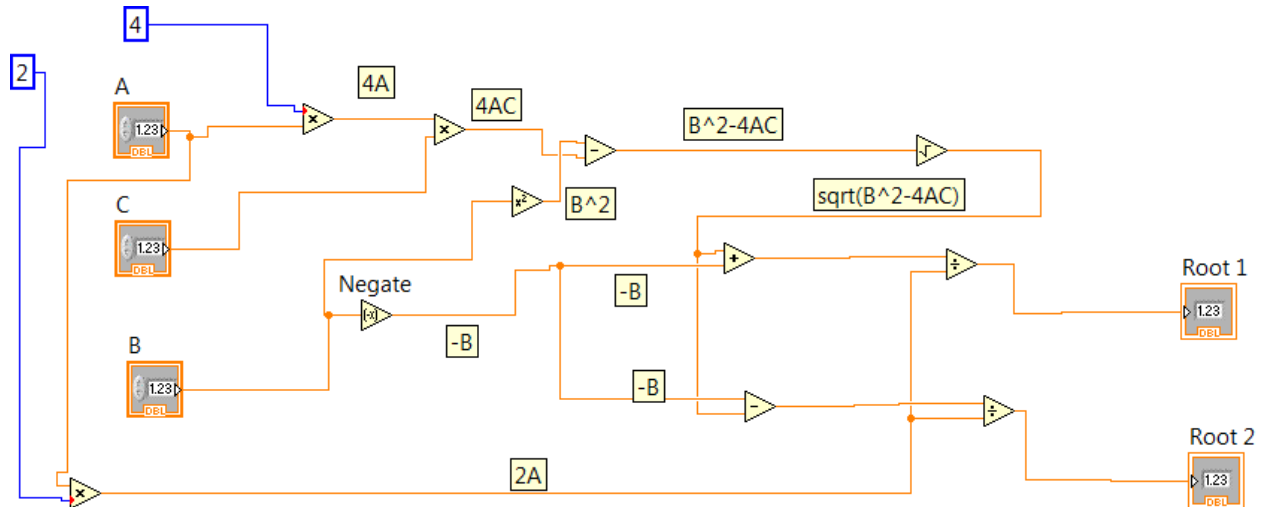 4
2
A
1.23
DBL
×
4A
×
4AC
−
B^2-4AC
√
sqrt(B^2-4AC)
C
1.23
DBL
x²
B^2
Negate
(-x)
-B
-B
+
÷
Root 1
1.23
DBL
B
1.23
DBL
-B
−
÷
Root 2
1.23
DBL
×
2A